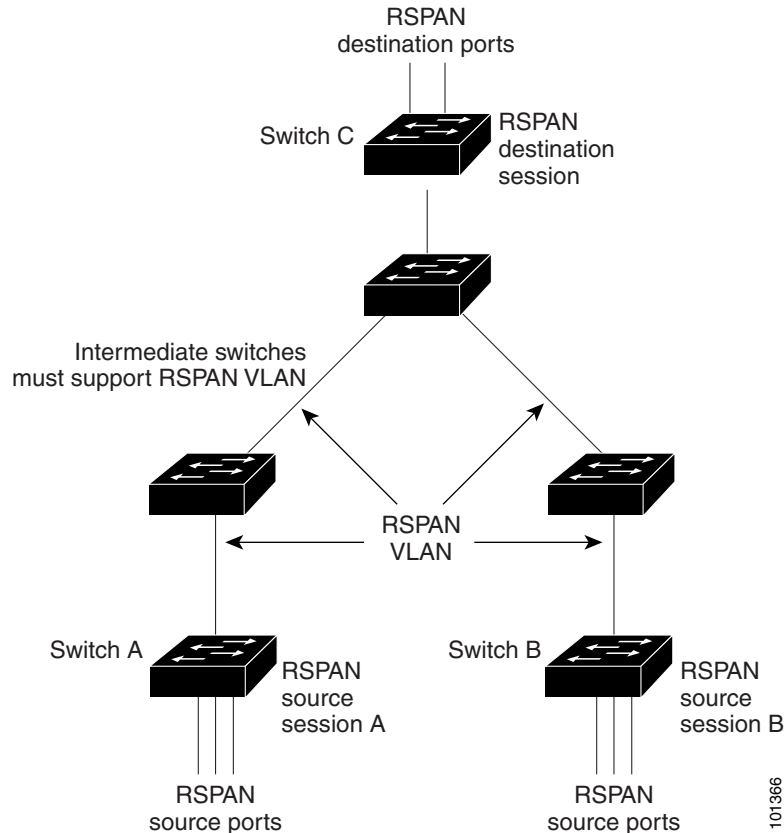 RSPAN
destination ports
Switch C
RSPAN
destination
session
Intermediate switches
must support RSPAN VLAN
RSPAN
VLAN
Switch A
RSPAN
source
session A
Switch B
RSPAN
source
session B
RSPAN
source ports
RSPAN
source ports
101366